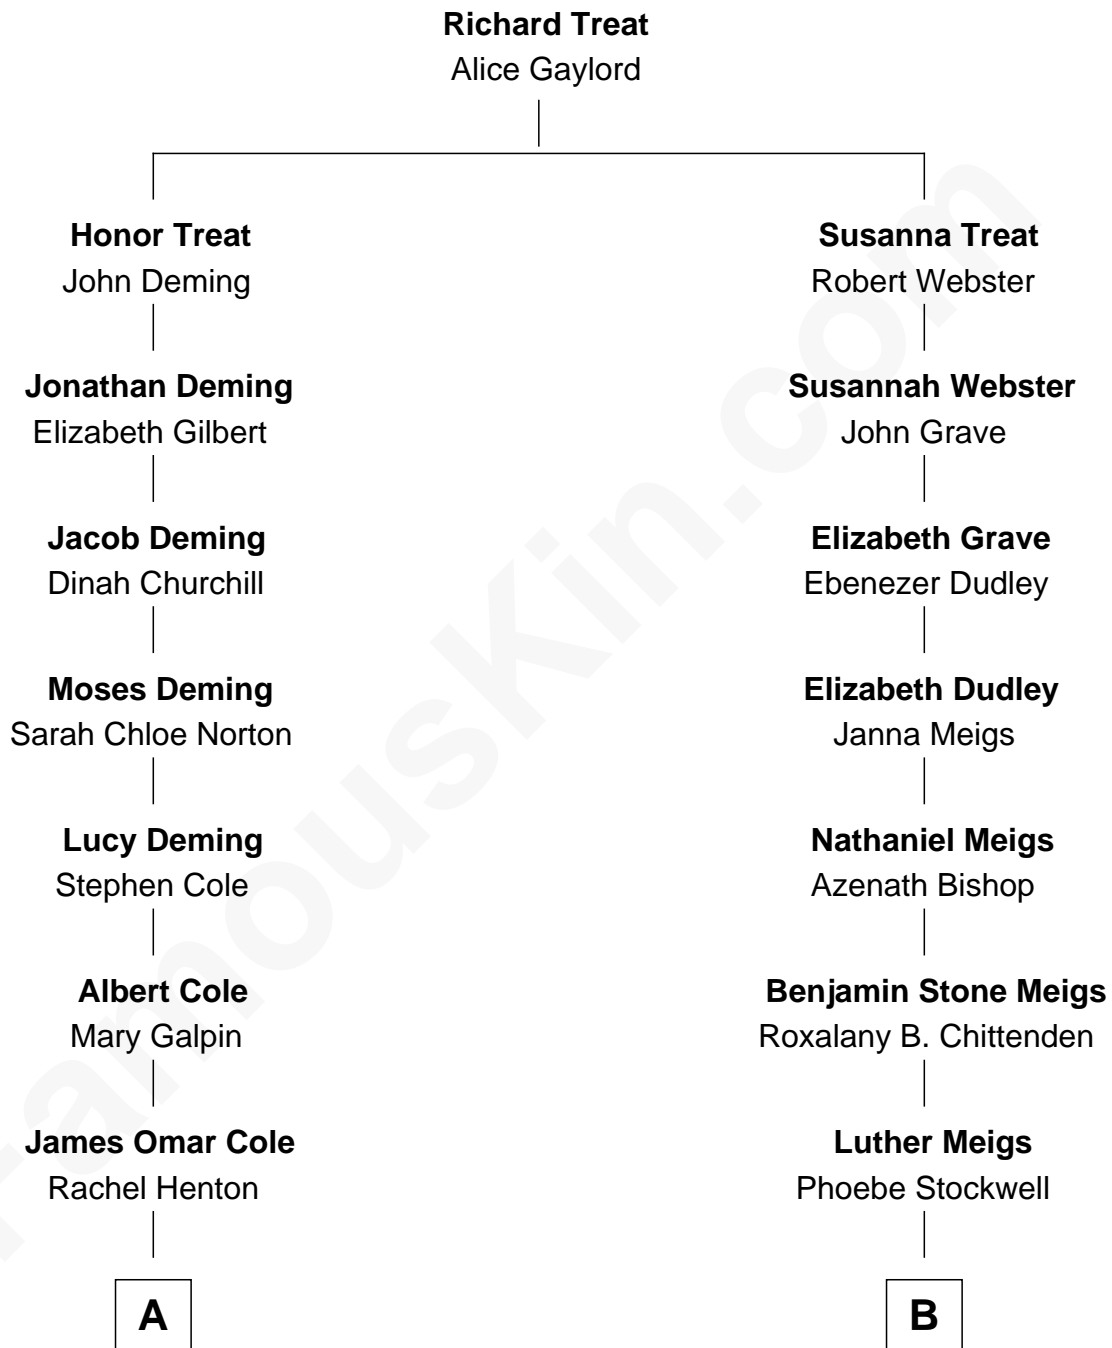 Richard Treat
Alice Gaylord
Honor Treat
John Deming
Susanna Treat
Robert Webster
Jonathan Deming
Elizabeth Gilbert
Susannah Webster
John Grave
Jacob Deming
Dinah Churchill
Elizabeth Grave
Ebenezer Dudley
Moses Deming
Sarah Chloe Norton
Elizabeth Dudley
Janna Meigs
Lucy Deming
Stephen Cole
Nathaniel Meigs
Azenath Bishop
Albert Cole
Mary Galpin
Benjamin Stone Meigs
Roxalany B. Chittenden
James Omar Cole
Rachel Henton
Luther Meigs
Phoebe Stockwell
A
B
FamousKin.com